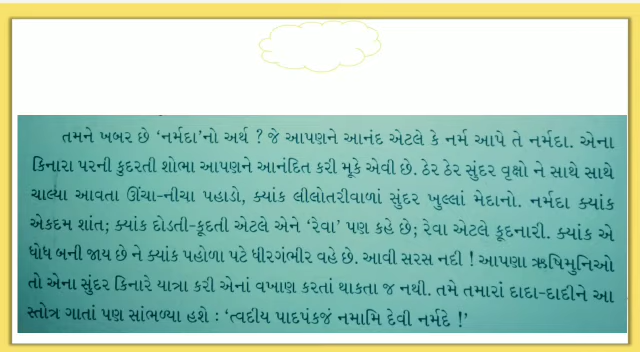 તમને ખબર છે ‘નર્મદા’નો અર્થ ? જે આપણને આનંદ એટલે કે નર્મ આપે તે નર્મદા. એના
કિનારા પરની કુદરતી શોભા આપણને આનંદિત કરી મૂકે એવી છે. ઠેર ઠેર સુંદર વૃક્ષો ને સાથે સાથે
ચાલ્યા આવતા ઊંચા-નીચા પહાડો, ક્યાંક લીલોતરીવાળાં સુંદર ખુલ્લાં મેદાનો. નર્મદા ક્યાંક
એકદમ શાંત; ક્યાંક દોડતી-કૂદતી એટલે એને ‘રેવા’ પણ કહે છે; રેવા એટલે કૂદનારી. ક્યાંક એ
ધોધ બની જાય છે ને ક્યાંક પહોળા પટે ધીરગંભીર વહે છે. આવી સરસ નદી ! આપણા ઋષિમુનિઓ
તો એના સુંદર કિનારે યાત્રા કરી એનાં વખાણ કરતાં થાકતા જ નથી. તમે તમારાં દાદા-દાદીને આ
સ્તોત્ર ગાતાં પણ સાંભળ્યા હશે : ‘ત્વદીય પાદપંકજં નમામિ દેવી નર્મદે !’